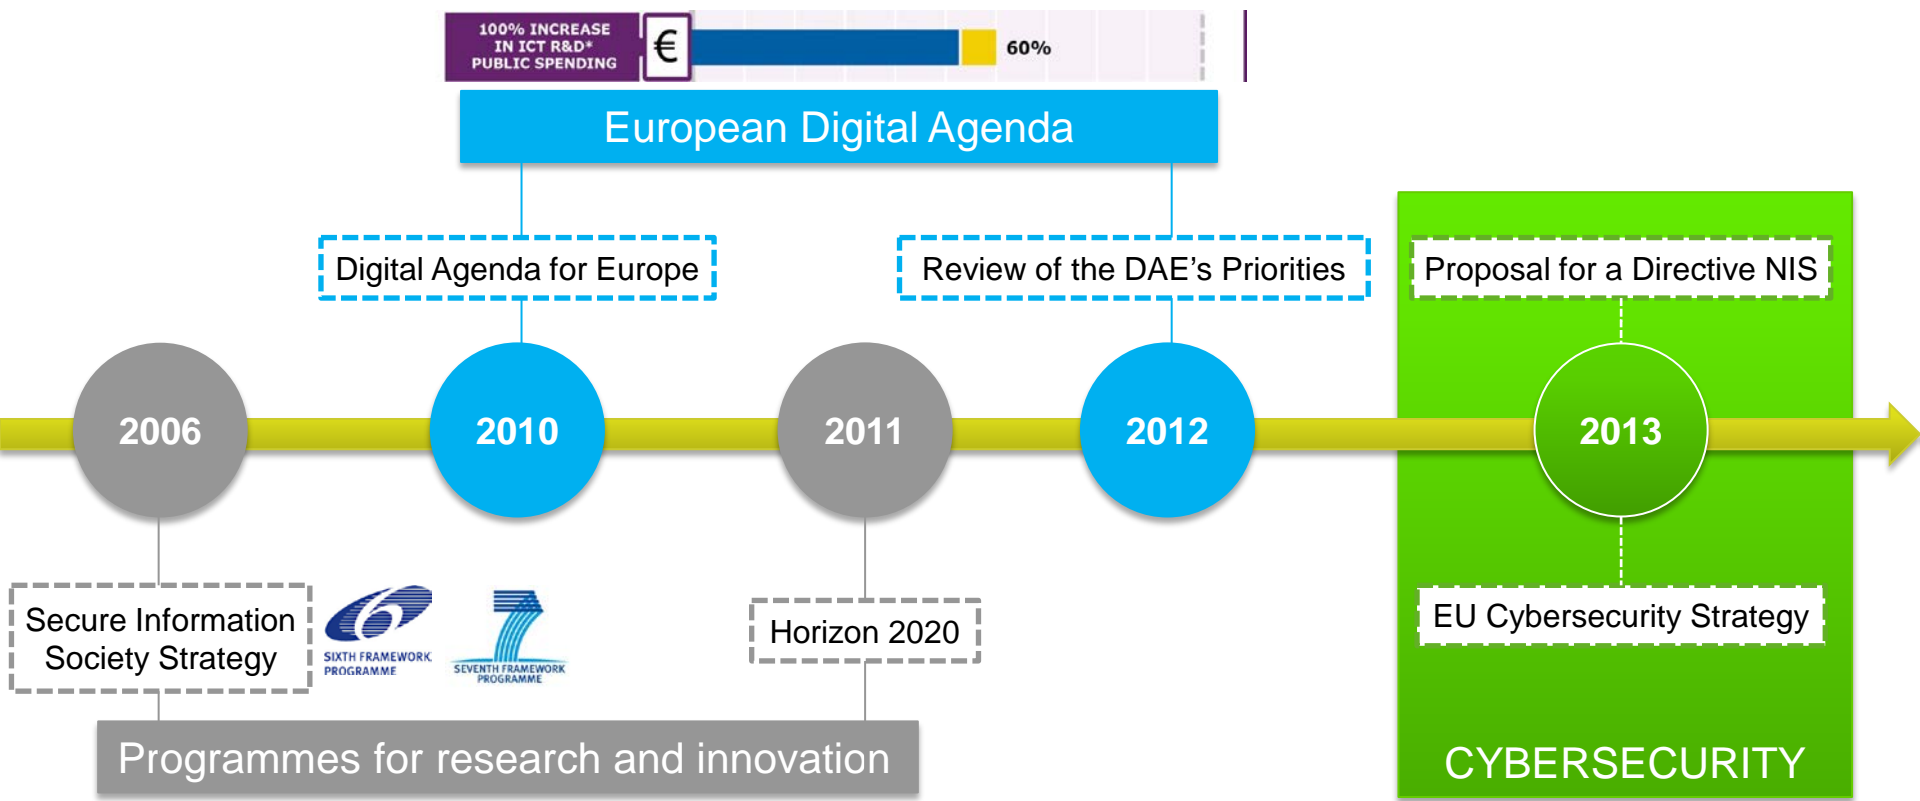 100% INCREASE
IN ICT R&D*
PUBLIC SPENDING
€
60%
European Digital Agenda
Digital Agenda for Europe
Review of the DAE’s Priorities
Proposal for a Directive NIS
2006
2010
2011
2012
2013
Secure Information
Society Strategy
6
SIXTH FRAMEWORK
PROGRAMME
7
SEVENTH FRAMEWORK
PROGRAMME
Horizon 2020
EU Cybersecurity Strategy
Programmes for research and innovation
CYBERSECURITY